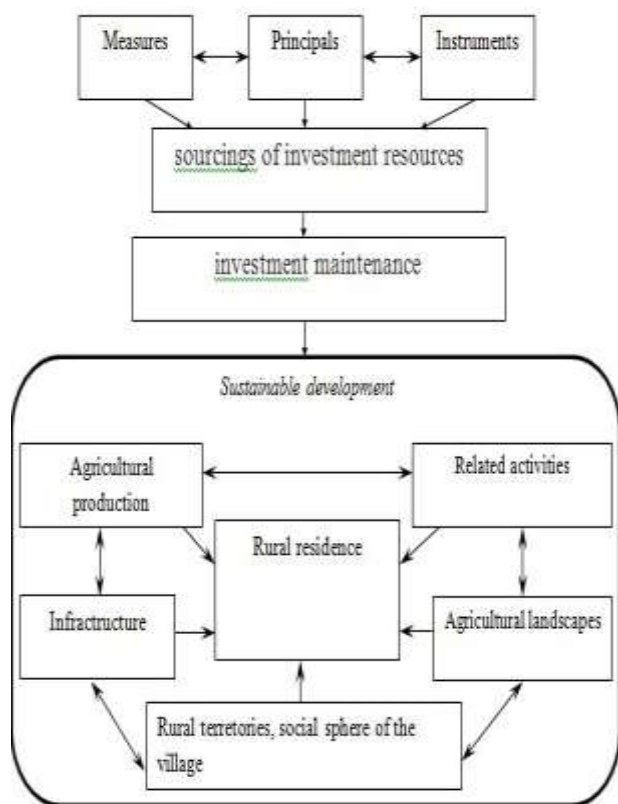 Measures
Principals
Instruments
sourcings of investment resources
investment maintenance
Sustainable development
Agricultural
production
Related activities
Rural residence
Infractructure
Agricultural landscapes
Rural terretories, social sphere of the
village